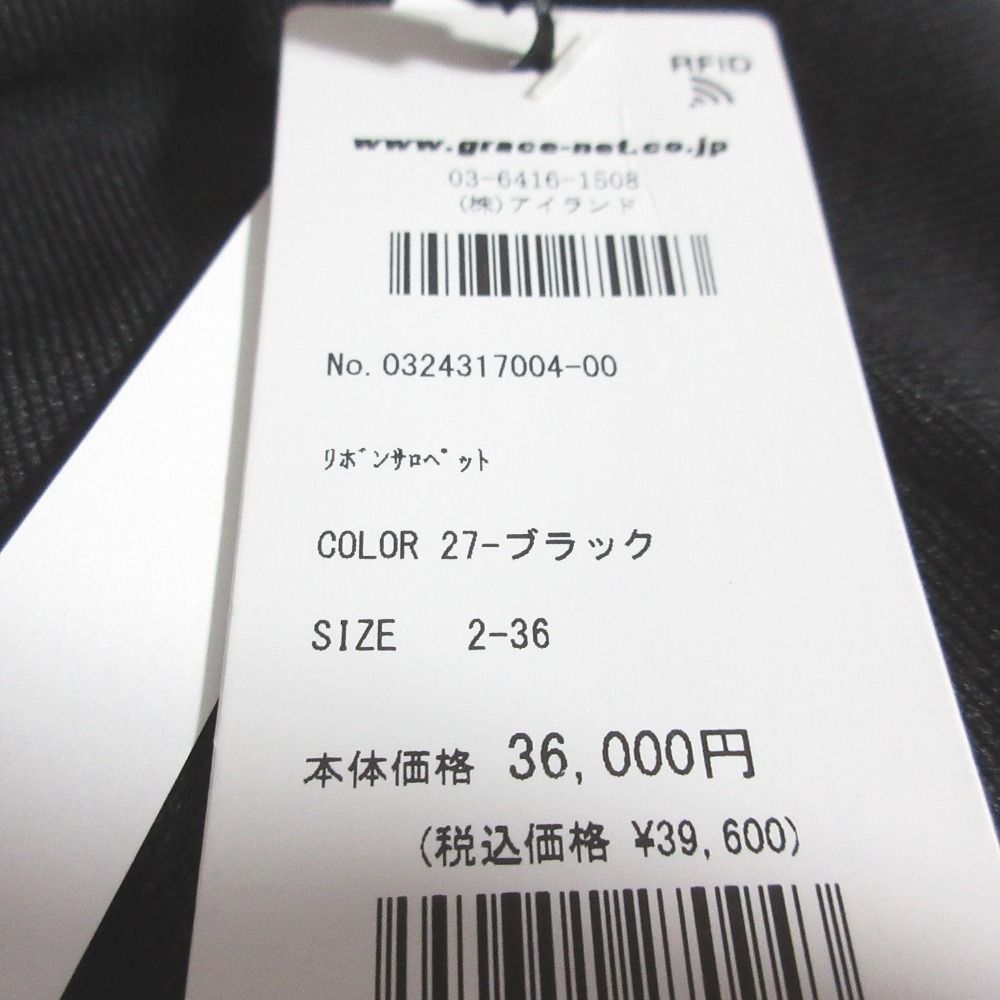 RFID
www.grace-net.co.jp
03-6416-1508
(株)アイランド
No. 0324317004-00
ﾘﾎﾞﾝｻﾛﾍﾟｯﾄ
COLOR 27-ブラック
SIZE 2-36
本体価格 36,000円
(税込価格 ¥39,600)